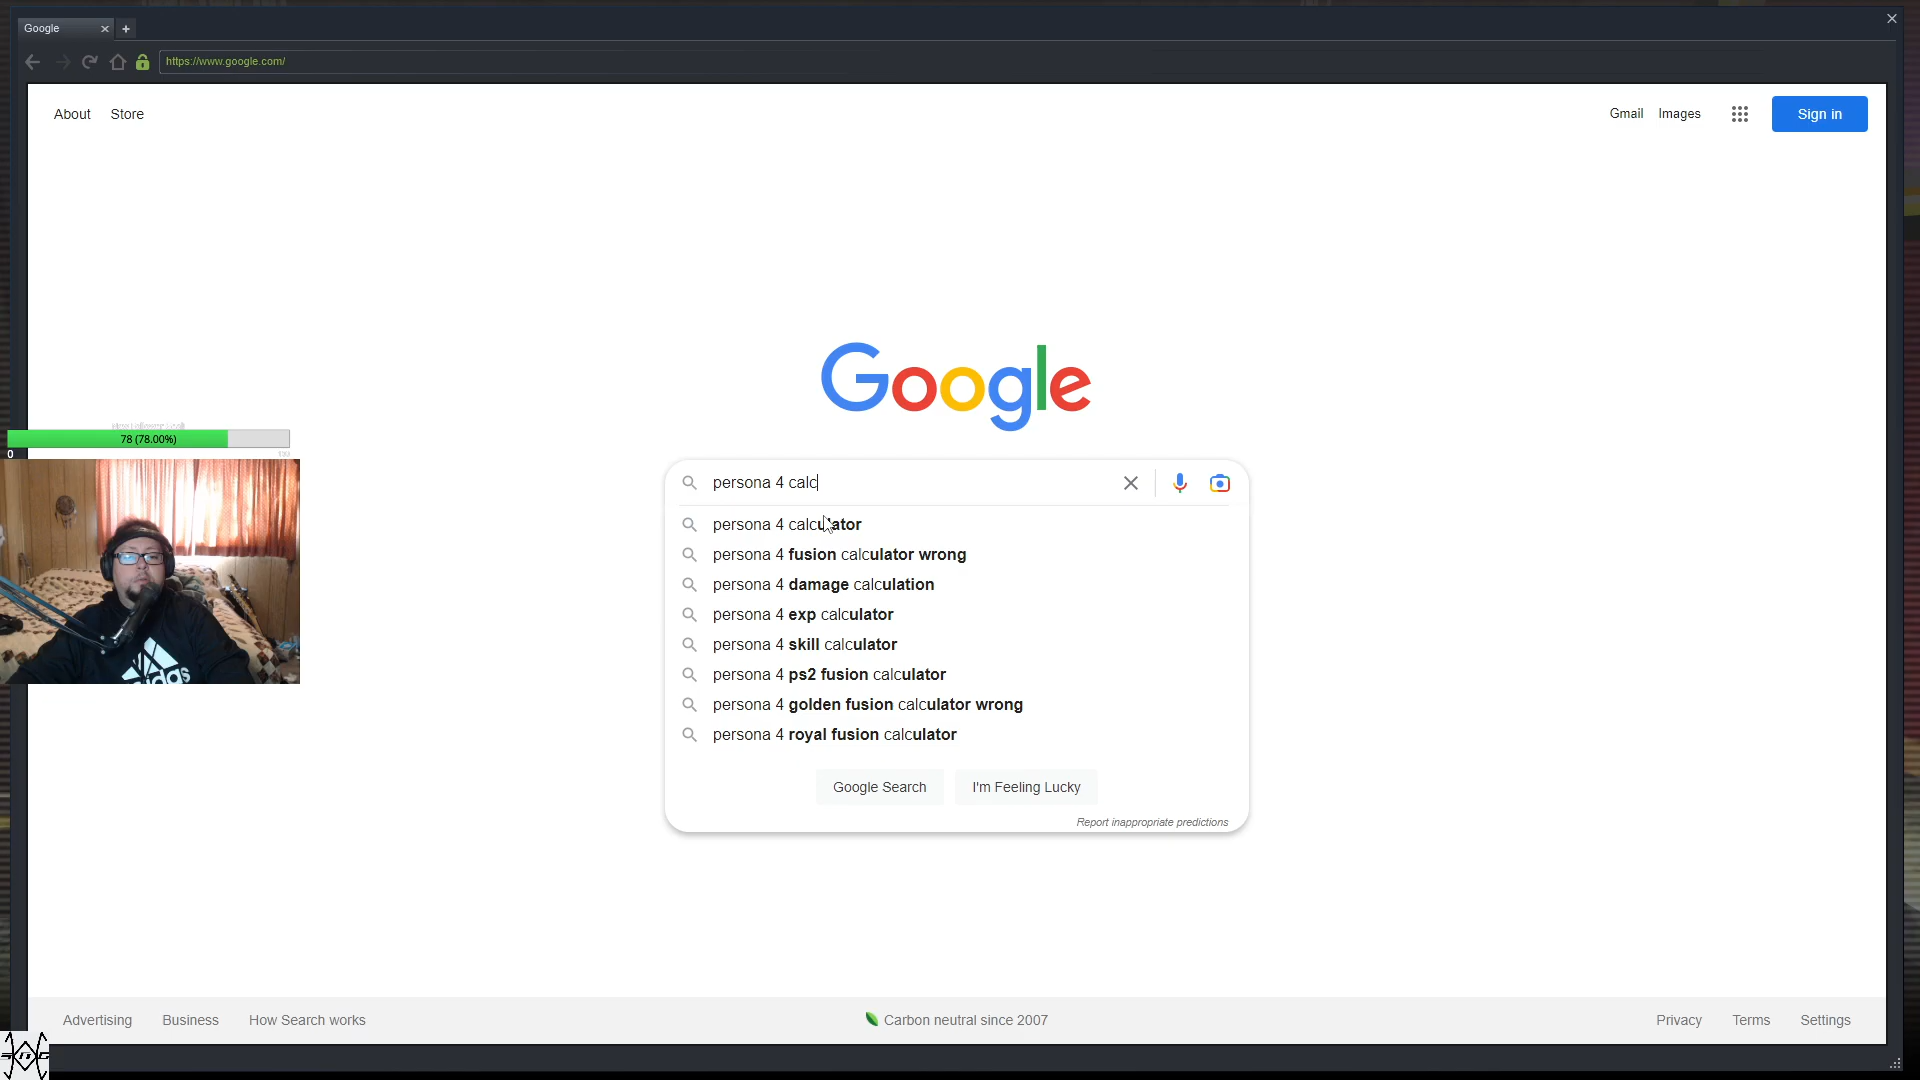 Google
https://www.google.com/
About Store
Gmail Images Sign in
Google
78 (78.00%)
0
persona 4 calc
persona 4 calculator
persona 4 fusion calculator wrong
persona 4 damage calculation
persona 4 exp calculator
persona 4 skill calculator
persona 4 ps2 fusion calculator
persona 4 golden fusion calculator wrong
persona 4 royal fusion calculator
Google Search I'm Feeling Lucky
Report inappropriate predictions
adidas
Advertising Business How Search works
Carbon neutral since 2007
Privacy Terms Settings